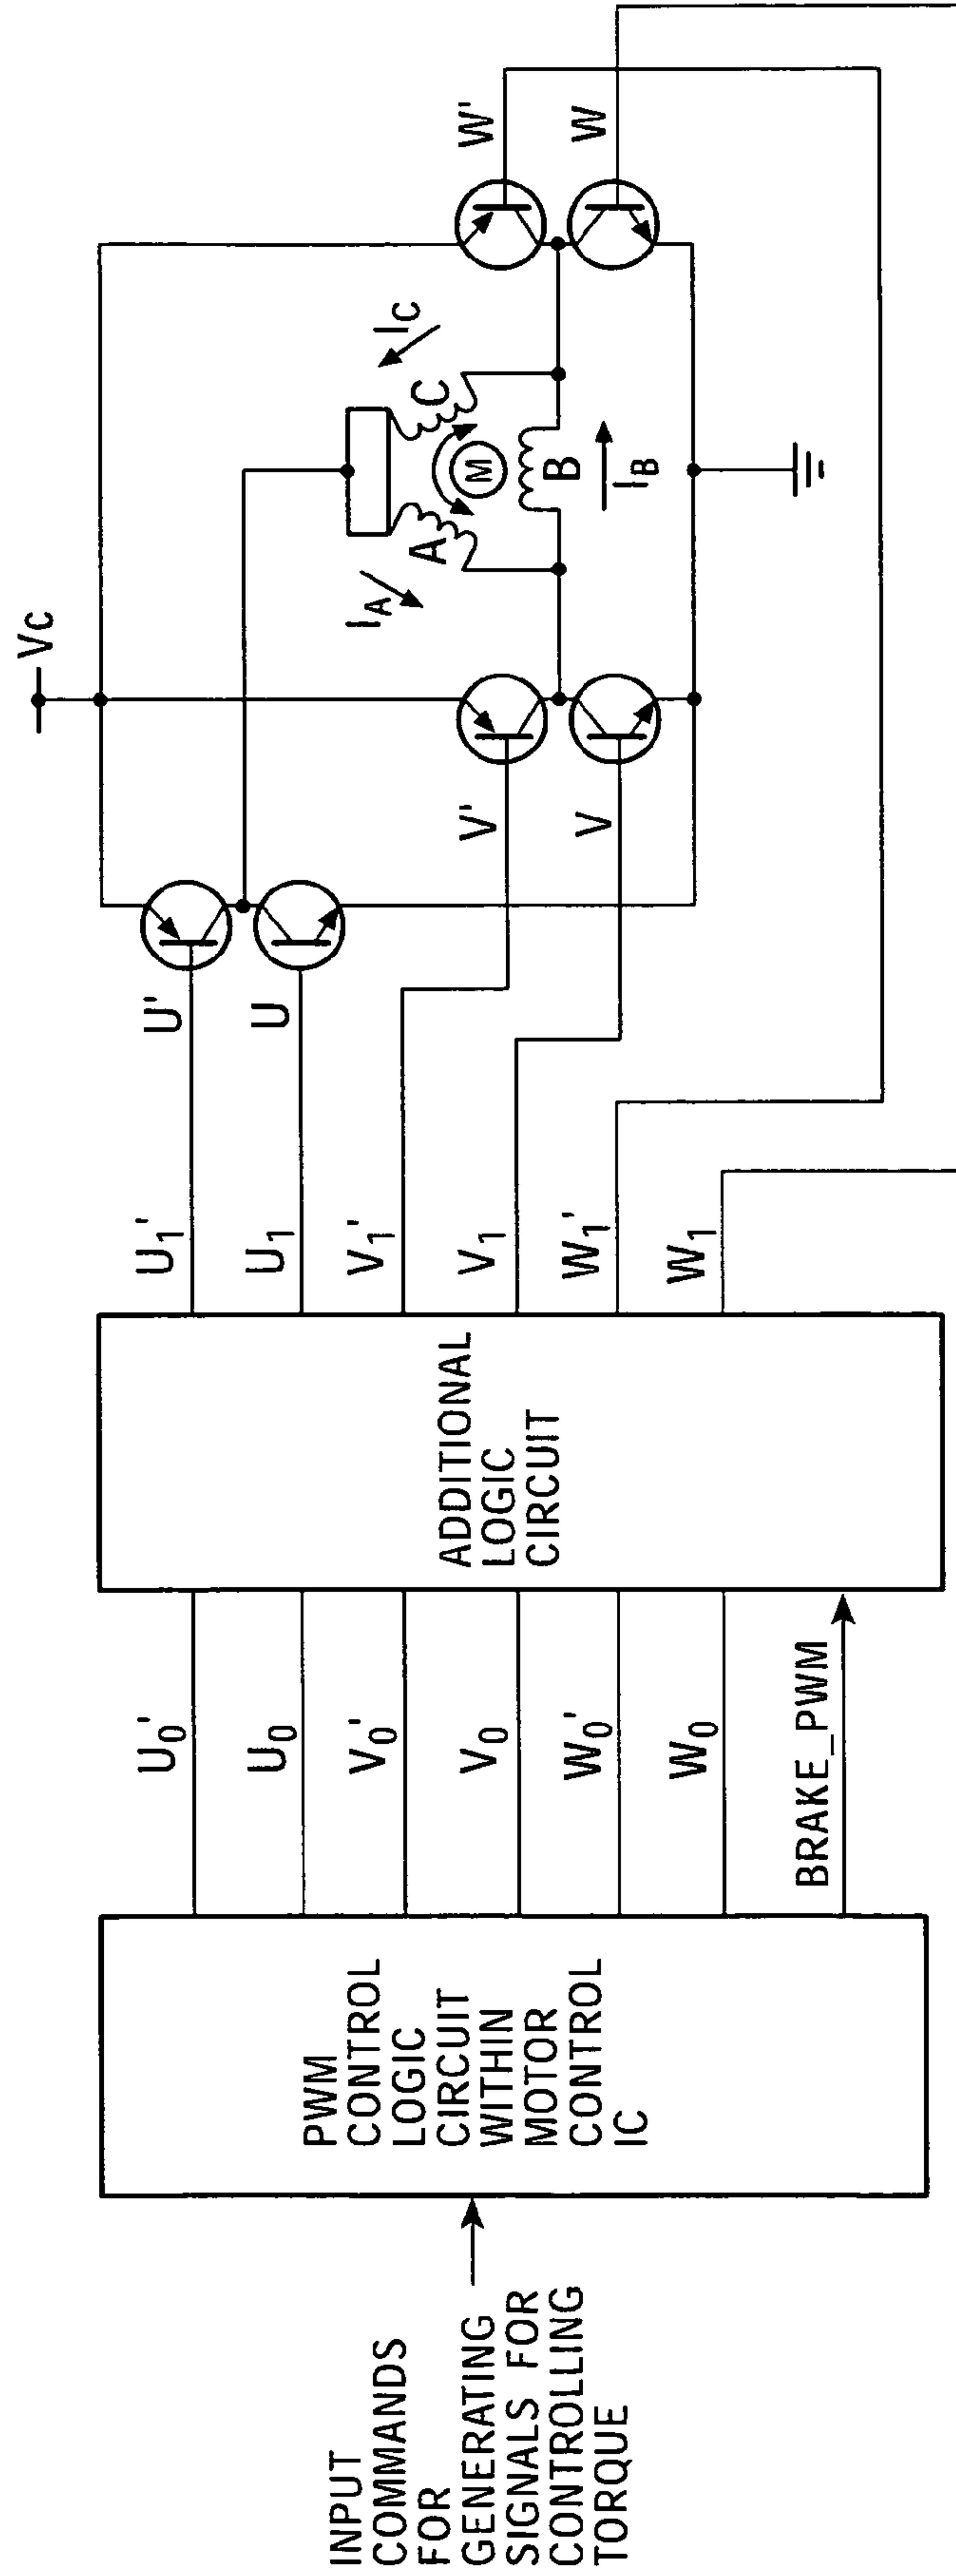 INPUT
COMMANDS
FOR
GENERATING
SIGNALS FOR
CONTROLLING
TORQUE
PWM
CONTROL
LOGIC
CIRCUIT
WITHIN
MOTOR
CONTROL
IC
U0'
U0
V0'
V0
W0'
W0
BRAKE_PWM
ADDITIONAL
LOGIC
CIRCUIT
U1'
U1
V1'
V1
W1'
W1
U'
U
V'
V
Vc
IA
A
M
B
IB
C
IC
W'
W